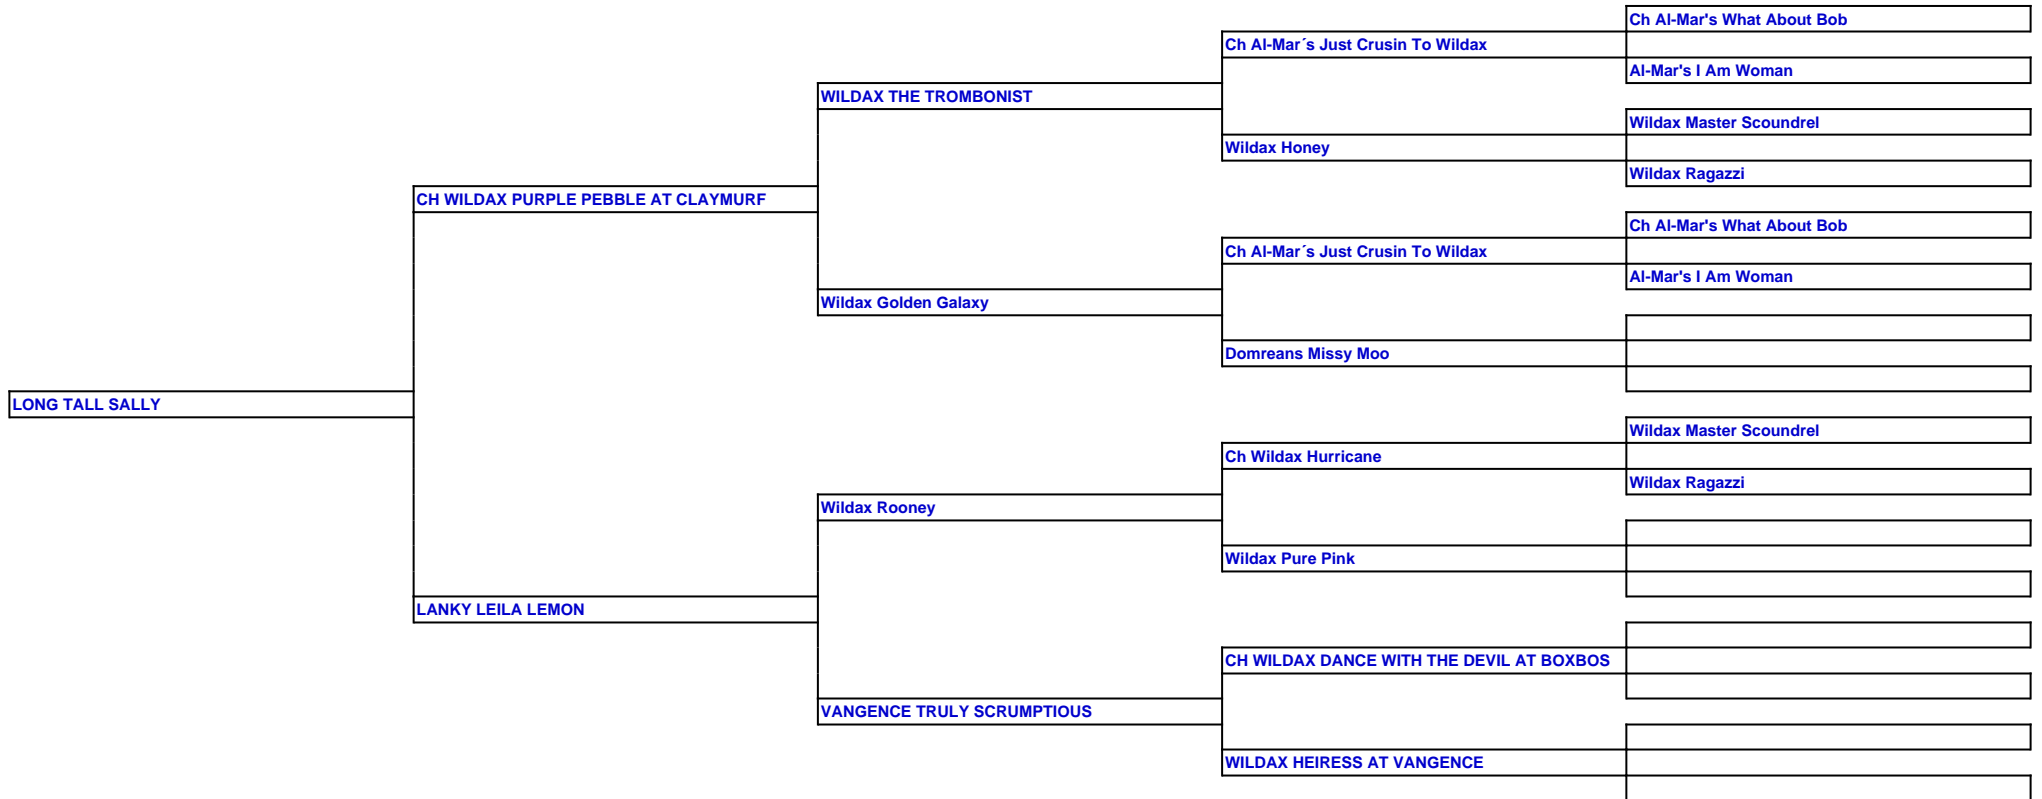 Ch Al-Mar's What About Bob
Ch Al-Mar´s Just Crusin To Wildax
Al-Mar's I Am Woman
WILDAX THE TROMBONIST
Wildax Master Scoundrel
Wildax Honey
Wildax Ragazzi
CH WILDAX PURPLE PEBBLE AT CLAYMURF
Ch Al-Mar's What About Bob
Ch Al-Mar´s Just Crusin To Wildax
Al-Mar's I Am Woman
Wildax Golden Galaxy
Domreans Missy Moo
LONG TALL SALLY
Wildax Master Scoundrel
Ch Wildax Hurricane
Wildax Ragazzi
Wildax Rooney
Wildax Pure Pink
LANKY LEILA LEMON
CH WILDAX DANCE WITH THE DEVIL AT BOXBOS
VANGENCE TRULY SCRUMPTIOUS
WILDAX HEIRESS AT VANGENCE